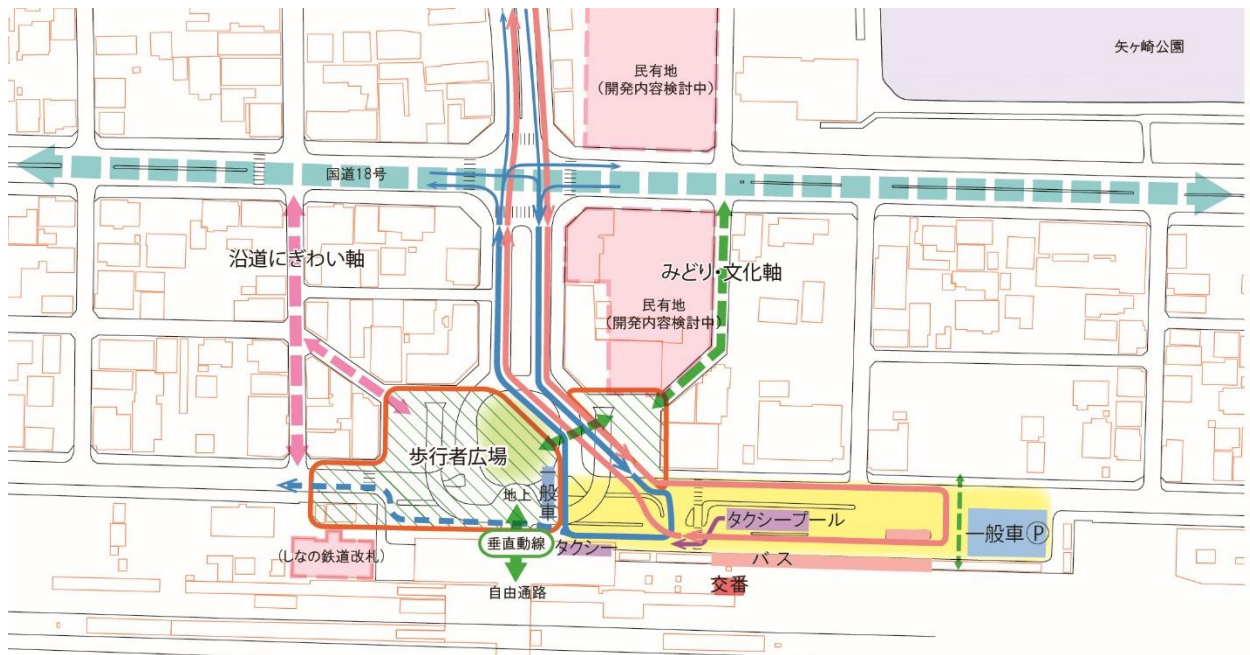 矢ヶ崎公園
民有地
(開発内容検討中)
国道18号
沿道にぎわい軸
みどり・文化軸
民有地
(開発内容検討中)
歩行者広場
一般車
地上
タクシープール
一般車Ⓟ
垂直動線
タクシー
(しなの鉄道改札)
バス
自由通路
交番